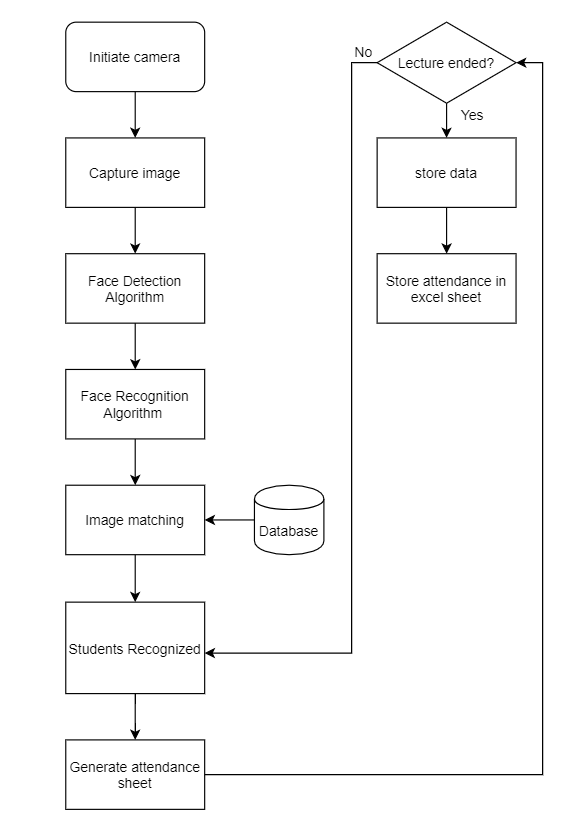 Initiate camera
Capture image
Face Detection
Algorithm
Face Recognition
Algorithm
Image matching
Database
Students Recognized
Generate attendance
sheet
Lecture ended?
No
Yes
store data
Store attendance in
excel sheet